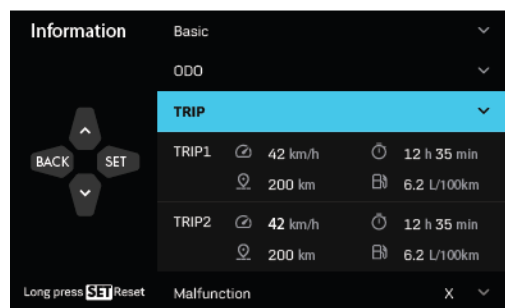 Information
Basic
ODO
TRIP
BACK SET
TRIP1 42 km/h 12 h 35 min
200 km 6.2 L/100km
TRIP2 42 km/h 12 h 35 min
200 km 6.2 L/100km
Long press SET Reset
Malfunction X